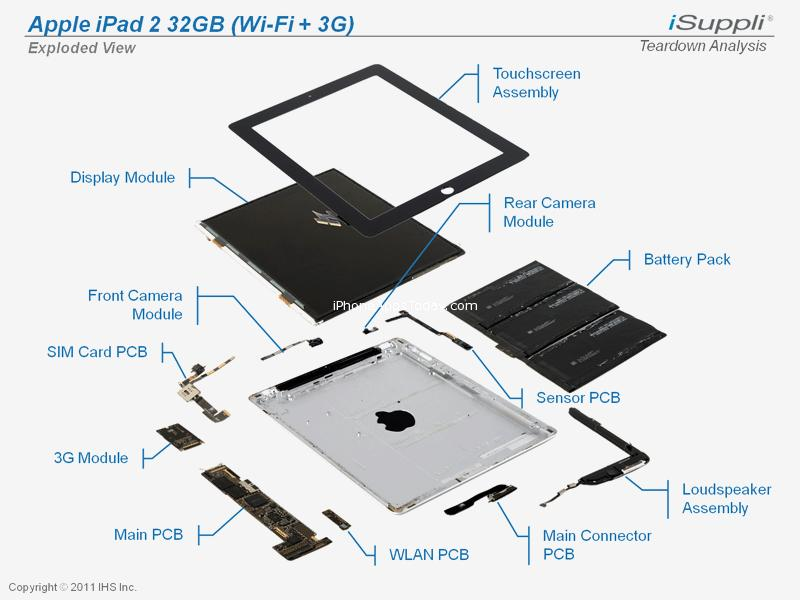 Apple iPad 2 32GB (Wi-Fi + 3G)
Exploded View
iSuppli®
Teardown Analysis
Touchscreen
Assembly
Display Module
Rear Camera
Module
Battery Pack
Front Camera
Module
SIM Card PCB
Sensor PCB
3G Module
Loudspeaker
Assembly
Main PCB
WLAN PCB
Main Connector
PCB
Copyright © 2011 IHS Inc.